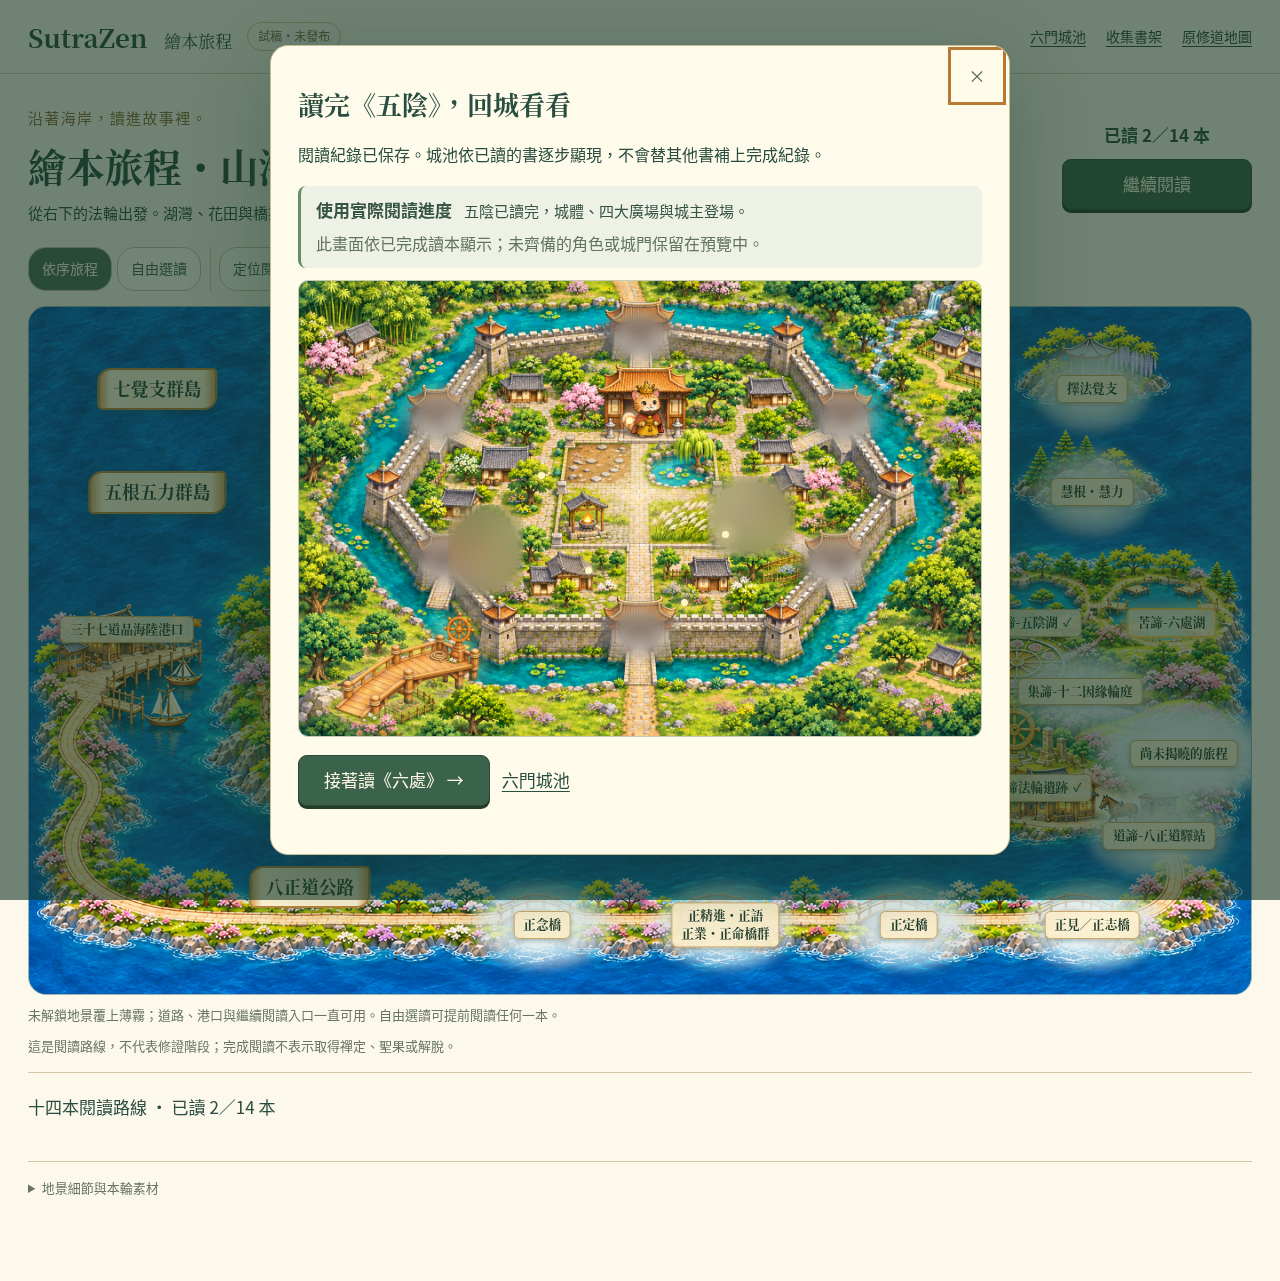 SutraZen 繪本旅程 試稿・未發布 六門城池 收集書架 原修道地圖
沿著海岸，讀進故事裡。
繪本旅程・山
從右下的法輪出發。湖灣、花田與橋
已讀 2／14 本
繼續閱讀
依序旅程 自由選讀
讀完《五陰》，回城看看
×
閱讀紀錄已保存。城池依已讀的書逐步顯現，不會替其他書補上完成紀錄。
使用實際閱讀進度 五陰已讀完，城體、四大廣場與城主登場。
此畫面依已完成讀本顯示；未齊備的角色或城門保留在預覽中。
接著讀《六處》 → 六門城池
七覺支群島
五根五力群島
三十七道品海陸港口
八正道公路
擇法覺支
慧根・慧力
五陰湖 ✓
苦諦-六處湖
集諦-十二因緣輪庭
尚未揭曉的旅程
法輪遺跡 ✓
道諦-八正道驛站
正念橋
正精進・正語
正業・正命橋群
正定橋
正見／正志橋
未解鎖地景覆上薄霧；道路、港口與繼續閱讀入口一直可用。自由選讀可提前閱讀任何一本。
這是閱讀路線，不代表修證階段；完成閱讀不表示取得禪定、聖果或解脫。
十四本閱讀路線 ・ 已讀 2／14 本
▶ 地景細節與本輪素材